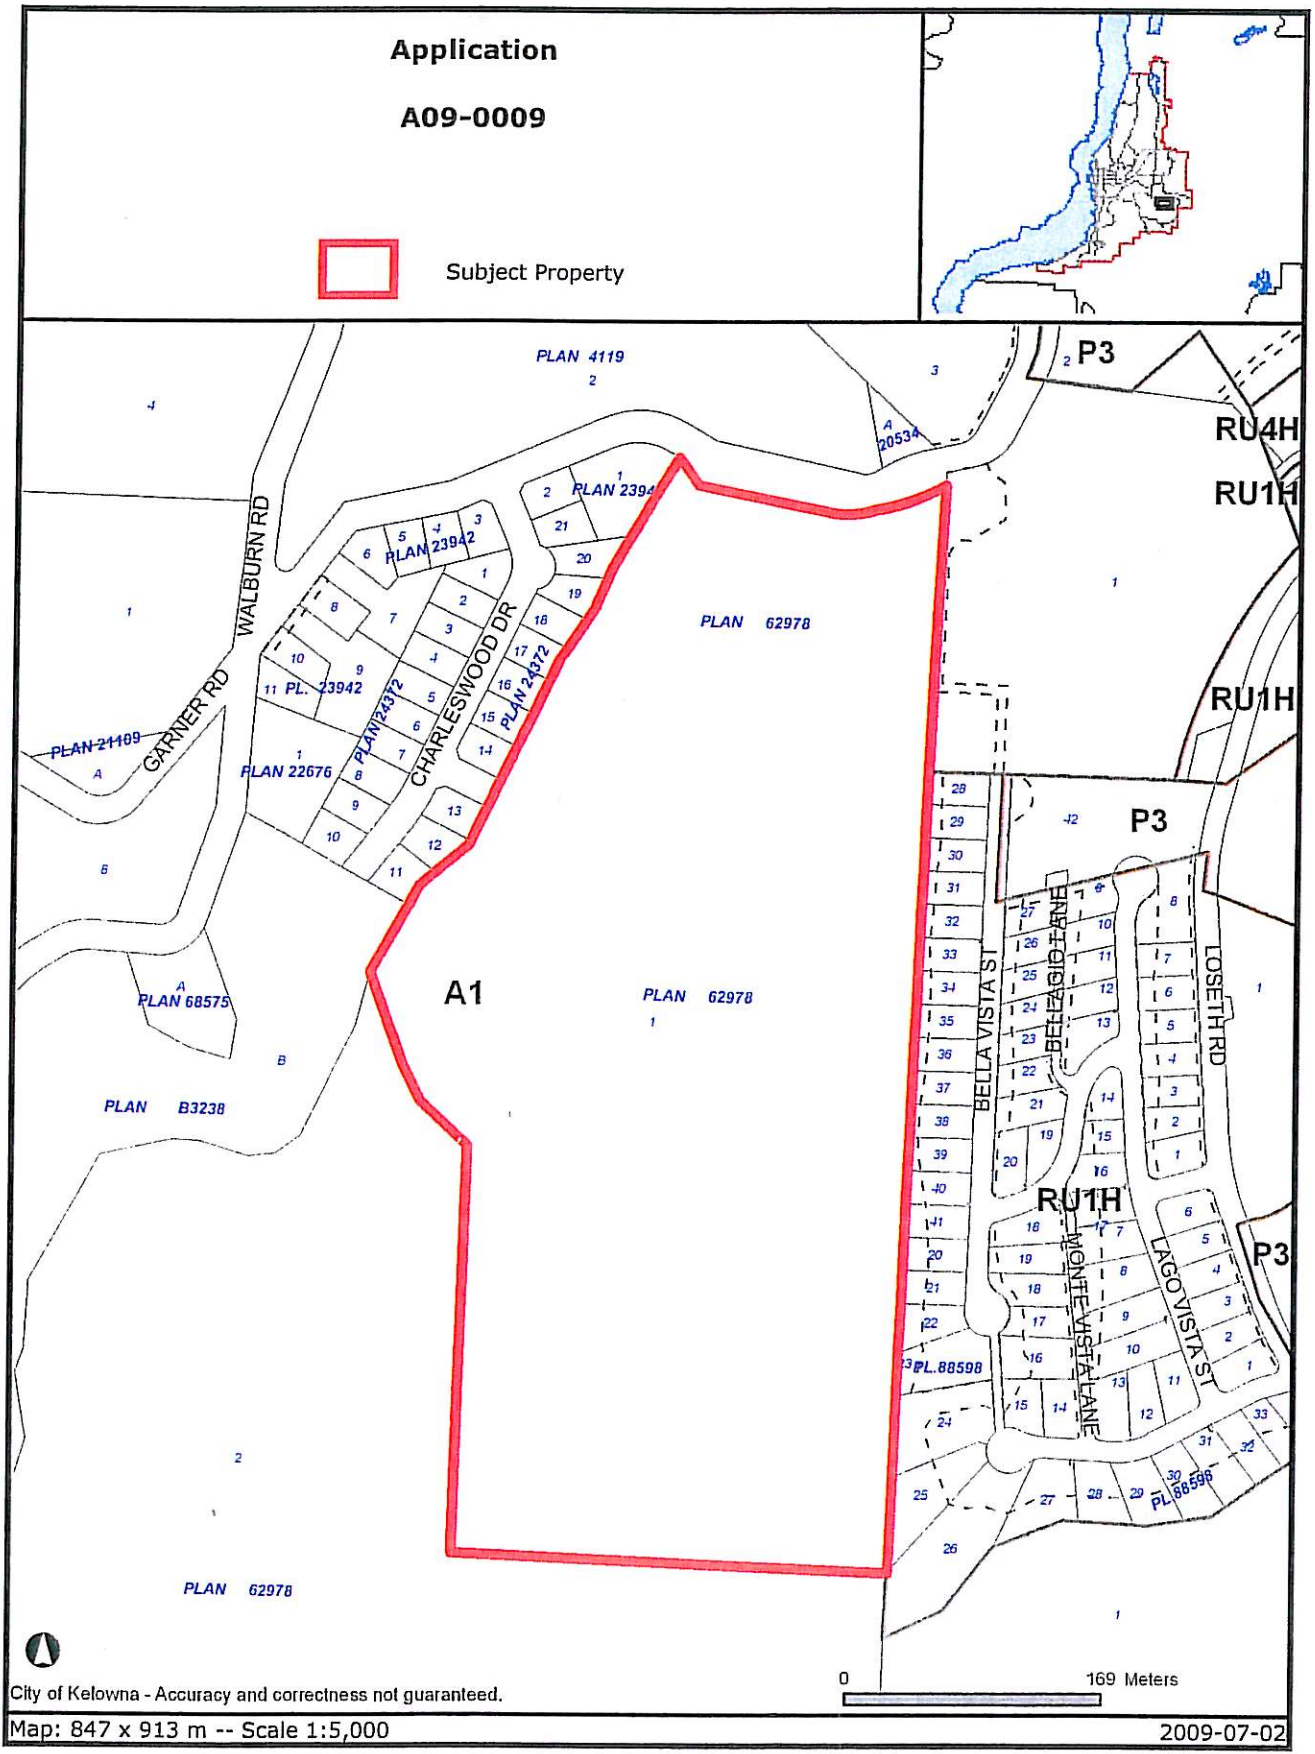 Application
A09-0009
Subject Property
PLAN 4119
2
3
2
P3
4
A
20534
RU4H
RU1H
1
2
PLAN 2394
21
3
4
5
6
PLAN 23942
20
1
19
2
8
7
18
3
17
4
10
9
16
5
11 PL. 23942
15
6
14
7
8
9
10
13
12
11
WALBURN RD
CHARLESWOOD DR
PLAN 24372
PLAN 24372
GARNER RD
1
PLAN 21109
A
1
PLAN 22676
B
PLAN 62978
1
RU1H
A
PLAN 68575
B
PLAN B3238
A1
PLAN 62978
1
2
PLAN 62978
28
29
30
31
32
33
34
35
36
37
38
39
40
41
20
21
22
PL.88598
24
25
26
BELLA VISTA ST
42
P3
27
26
25
24
23
22
21
19
20
BELLAGIO LANE
9
10
11
12
13
14
15
16
17
8
7
6
5
4
3
2
1
LOSETH RD
1
RU1H
18
19
18
17
16
15
14
MONTE VISTA LANE
7
8
9
10
13
11
12
LAGO VISTA ST
6
5
4
3
2
1
P3
33
32
31
30
29
28
27
PL.88598
1
City of Kelowna - Accuracy and correctness not guaranteed.
0
169 Meters
Map: 847 x 913 m -- Scale 1:5,000
2009-07-02